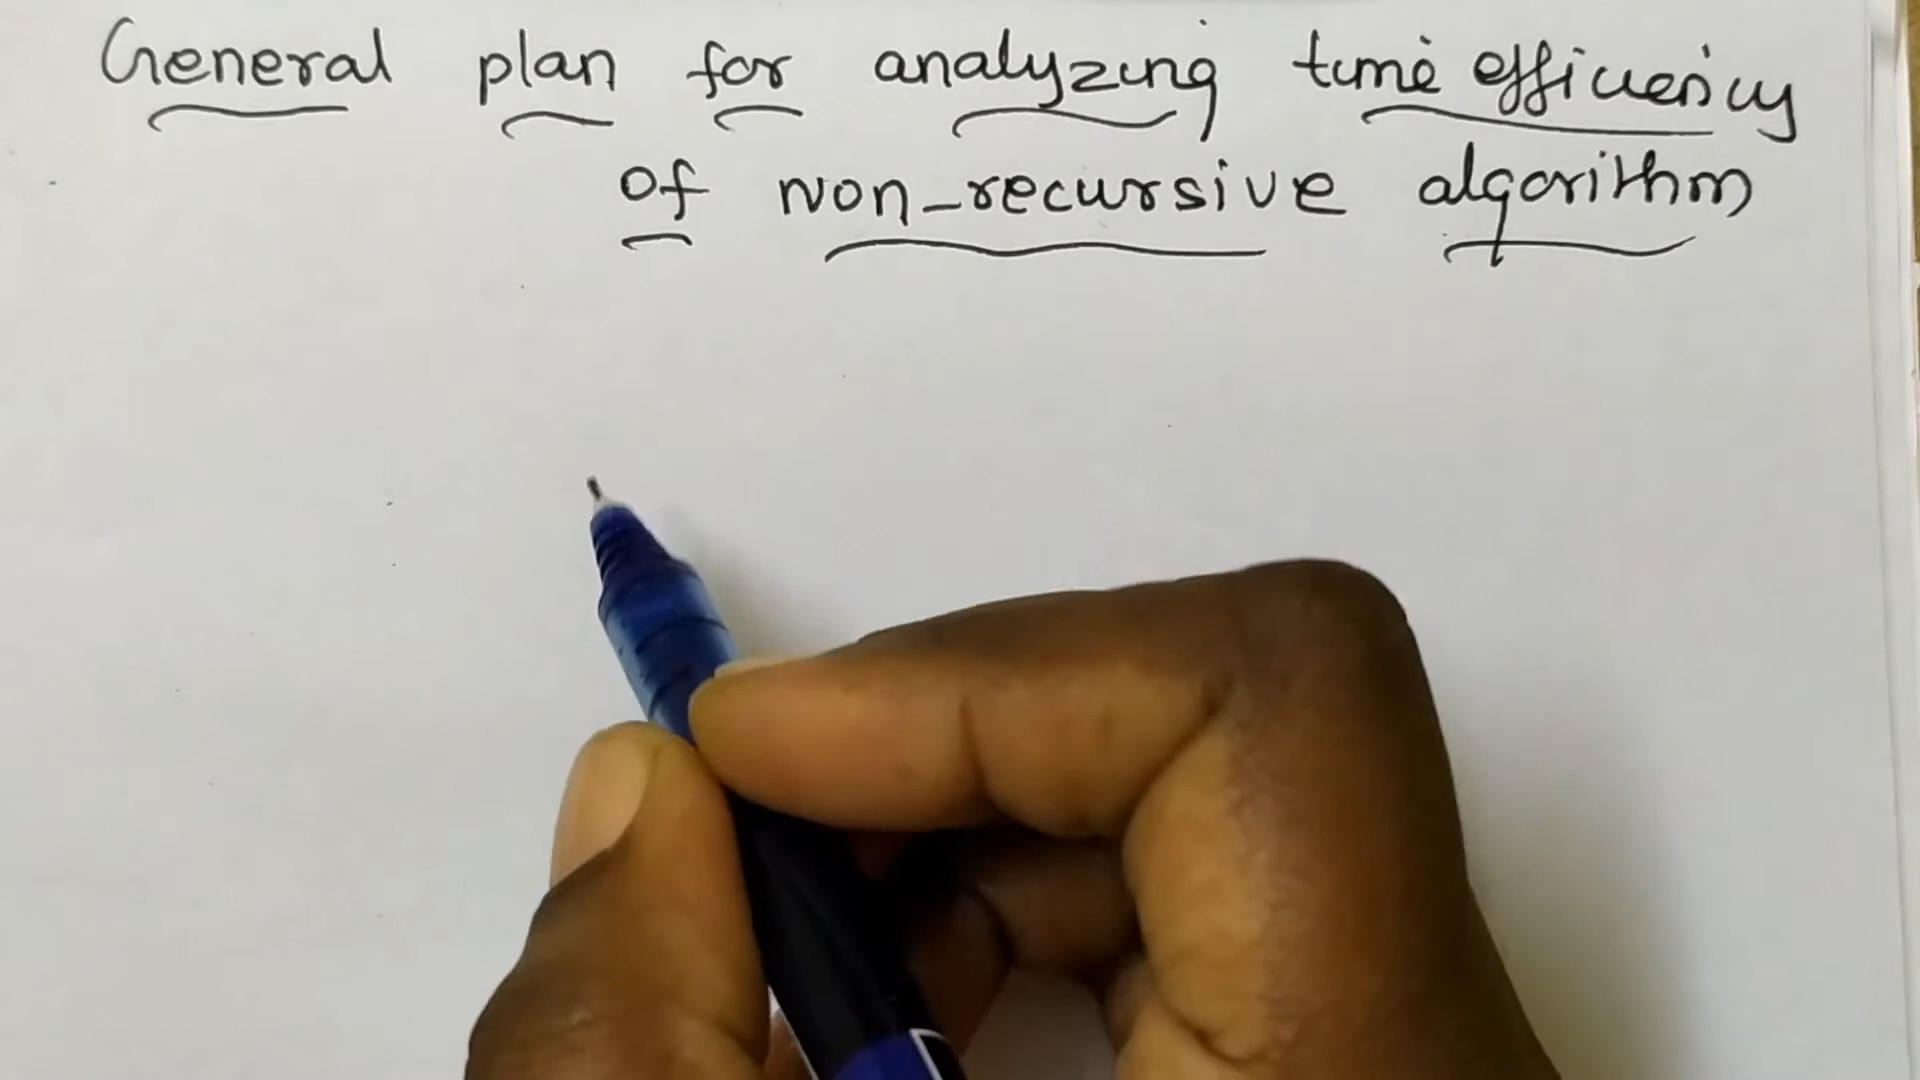 General plan for analyzing time efficiency
of non-recursive algorithm